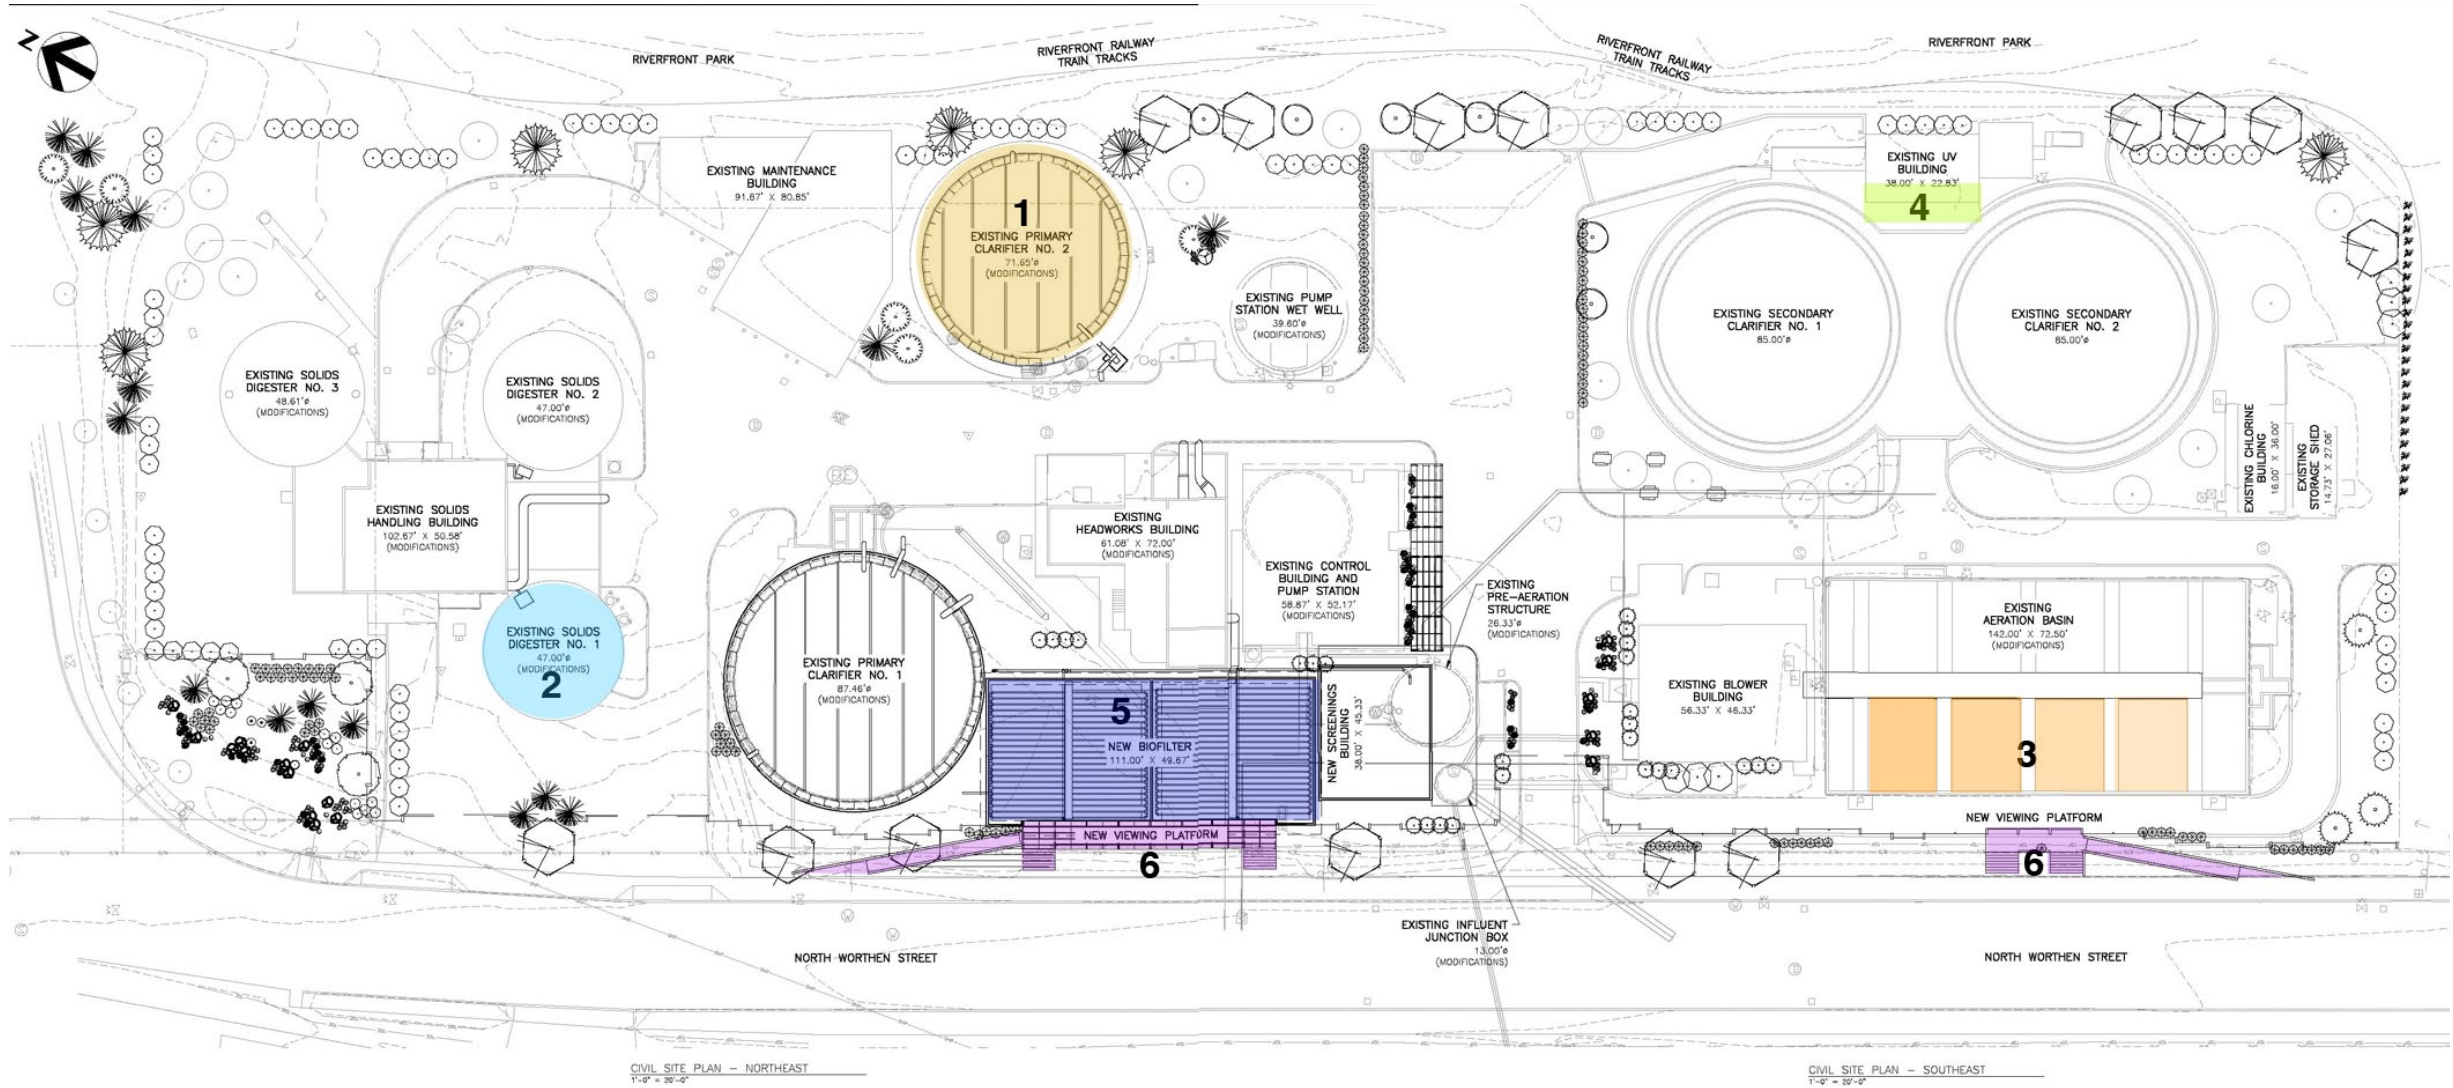 N
RIVERFRONT PARK
RIVERFRONT RAILWAY
TRAIN TRACKS
RIVERFRONT RAILWAY
TRAIN TRACKS
RIVERFRONT PARK
EXISTING MAINTENANCE
BUILDING
91.67' X 80.85'
1
EXISTING PRIMARY
CLARIFIER NO. 2
71.65'ø
(MODIFICATIONS)
EXISTING PUMP
STATION WET WELL
39.60'ø
(MODIFICATIONS)
EXISTING UV
BUILDING
38.00' X 22.83'
4
EXISTING SECONDARY
CLARIFIER NO. 1
85.00'ø
EXISTING SECONDARY
CLARIFIER NO. 2
85.00'ø
EXISTING SOLIDS
DIGESTER NO. 3
48.61'ø
(MODIFICATIONS)
EXISTING SOLIDS
DIGESTER NO. 2
47.00'ø
(MODIFICATIONS)
EXISTING CHLORINE
BUILDING
16.00' X 36.00'
EXISTING
STORAGE SHED
14.73' X 27.06'
EXISTING SOLIDS
HANDLING BUILDING
102.67' X 50.58'
(MODIFICATIONS)
EXISTING
HEADWORKS BUILDING
61.08' X 72.00'
(MODIFICATIONS)
EXISTING CONTROL
BUILDING AND
PUMP STATION
58.67' X 52.17'
(MODIFICATIONS)
EXISTING
PRE-AERATION
STRUCTURE
26.33'ø
(MODIFICATIONS)
EXISTING
AERATION BASIN
142.00' X 72.50'
(MODIFICATIONS)
EXISTING SOLIDS
DIGESTER NO. 1
47.00'ø
(MODIFICATIONS)
2
EXISTING PRIMARY
CLARIFIER NO. 1
87.46'ø
(MODIFICATIONS)
5
NEW BIOFILTER
111.00' X 49.67'
NEW SCREENINGS
BUILDING
38.00' X 45.33'
EXISTING BLOWER
BUILDING
56.33' X 46.33'
3
NEW VIEWING PLATFORM
6
NEW VIEWING PLATFORM
6
EXISTING INFLUENT
JUNCTION BOX
13.00'ø
(MODIFICATIONS)
NORTH WORTHEN STREET
NORTH WORTHEN STREET
CIVIL SITE PLAN - NORTHEAST
1'-0" = 20'-0"
CIVIL SITE PLAN - SOUTHEAST
1'-0" = 20'-0"